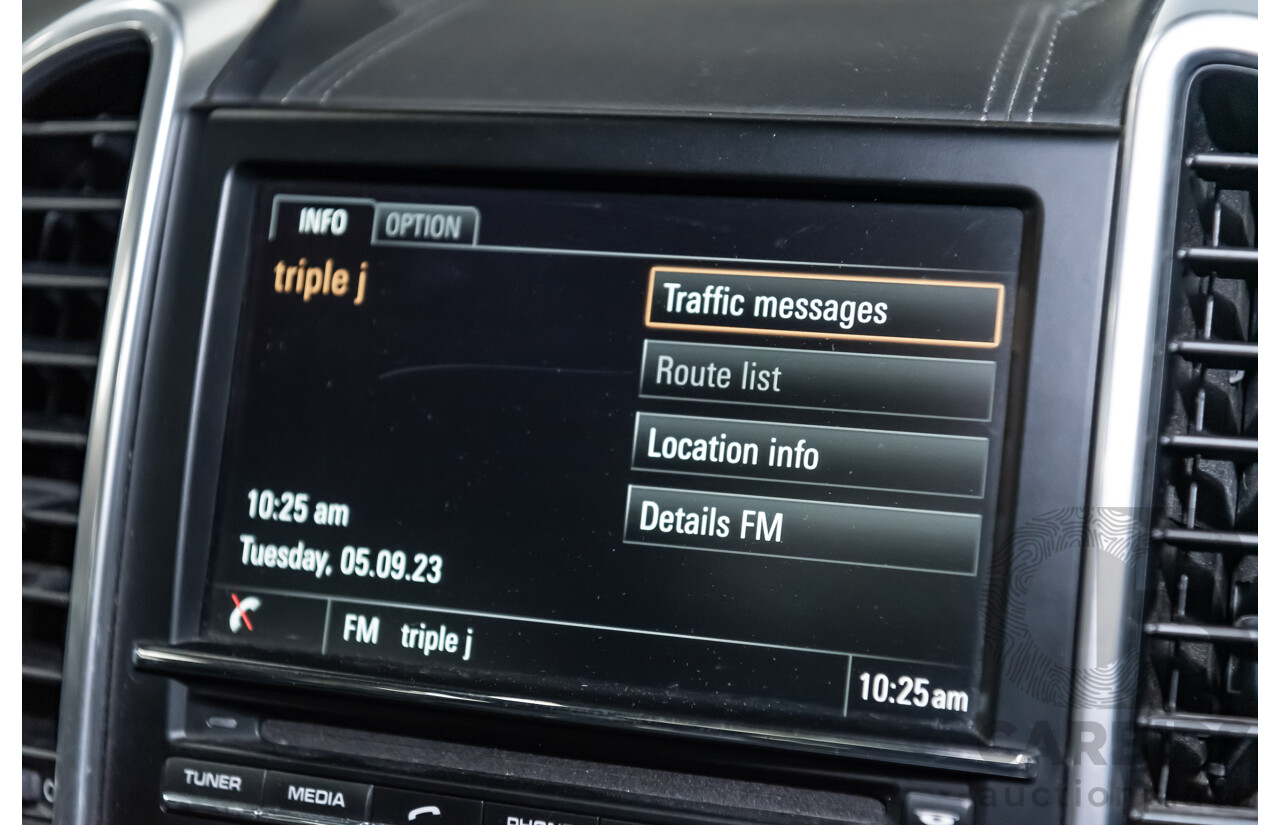 INFO OPTION
triple j
Traffic messages
Route list
Location info
Details FM
10:25 am
Tuesday, 05.09.23
FM triple j
10:25am
TUNER
MEDIA